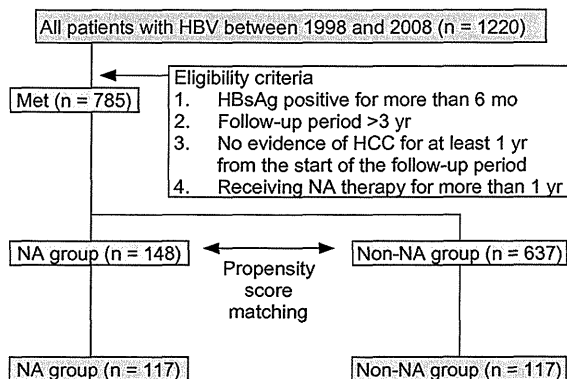 All patients with HBV between 1998 and 2008 (n = 1220)
Eligibility criteria
1. HBsAg positive for more than 6 mo
2. Follow-up period >3 yr
3. No evidence of HCC for at least 1 yr
from the start of the follow-up period
4. Receiving NA therapy for more than 1 yr
Met (n = 785)
NA group (n = 148)
Non-NA group (n = 637)
Propensity
score
matching
NA group (n = 117)
Non-NA group (n = 117)